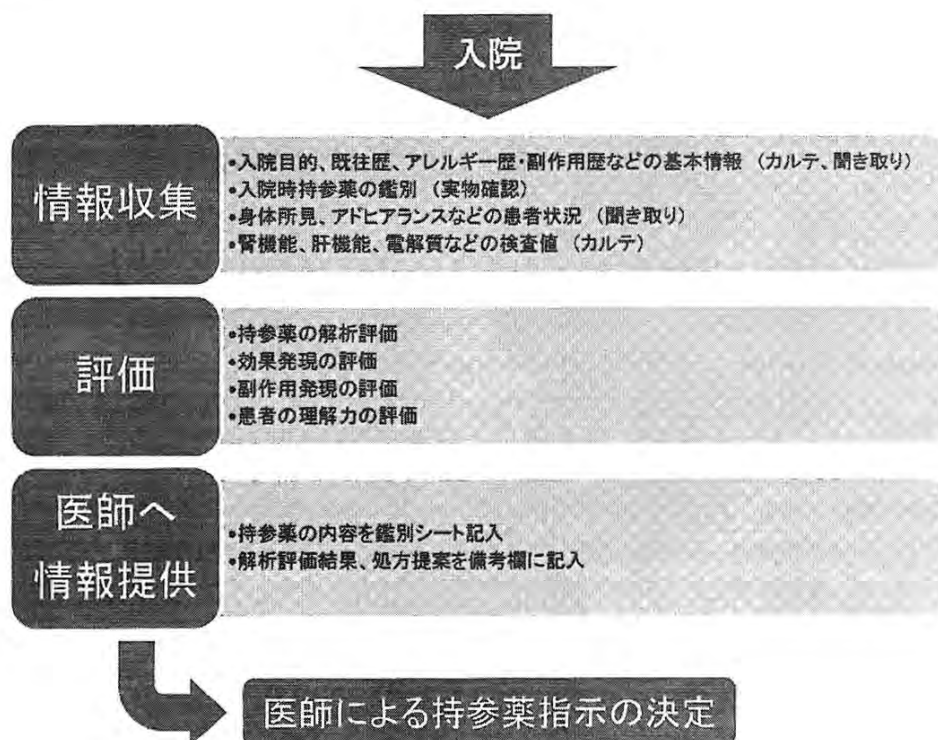 入院
情報収集
•入院目的、既往歴、アレルギー歴・副作用歴などの基本情報 (カルテ、聞き取り)
•入院時持参薬の鑑別 (実物確認)
•身体所見、アドヒアランスなどの患者状況 (聞き取り)
•腎機能、肝機能、電解質などの検査値 (カルテ)
評価
•持参薬の解析評価
•効果発現の評価
•副作用発現の評価
•患者の理解力の評価
医師へ
情報提供
•持参薬の内容を鑑別シート記入
•解析評価結果、処方提案を備考欄に記入
医師による持参薬指示の決定